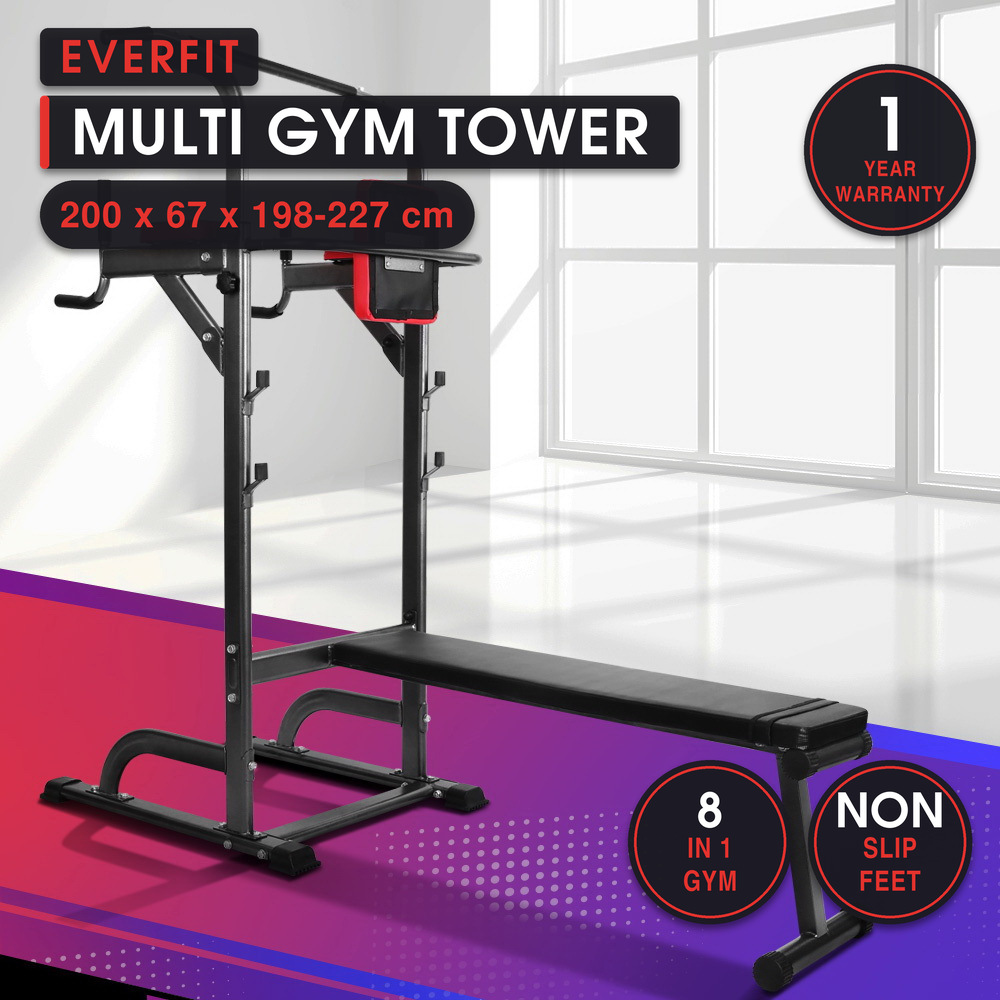 EVERFIT
MULTI GYM TOWER
200 x 67 x 198-227 cm
1
YEAR
WARRANTY
8
IN 1
GYM
NON
SLIP
FEET